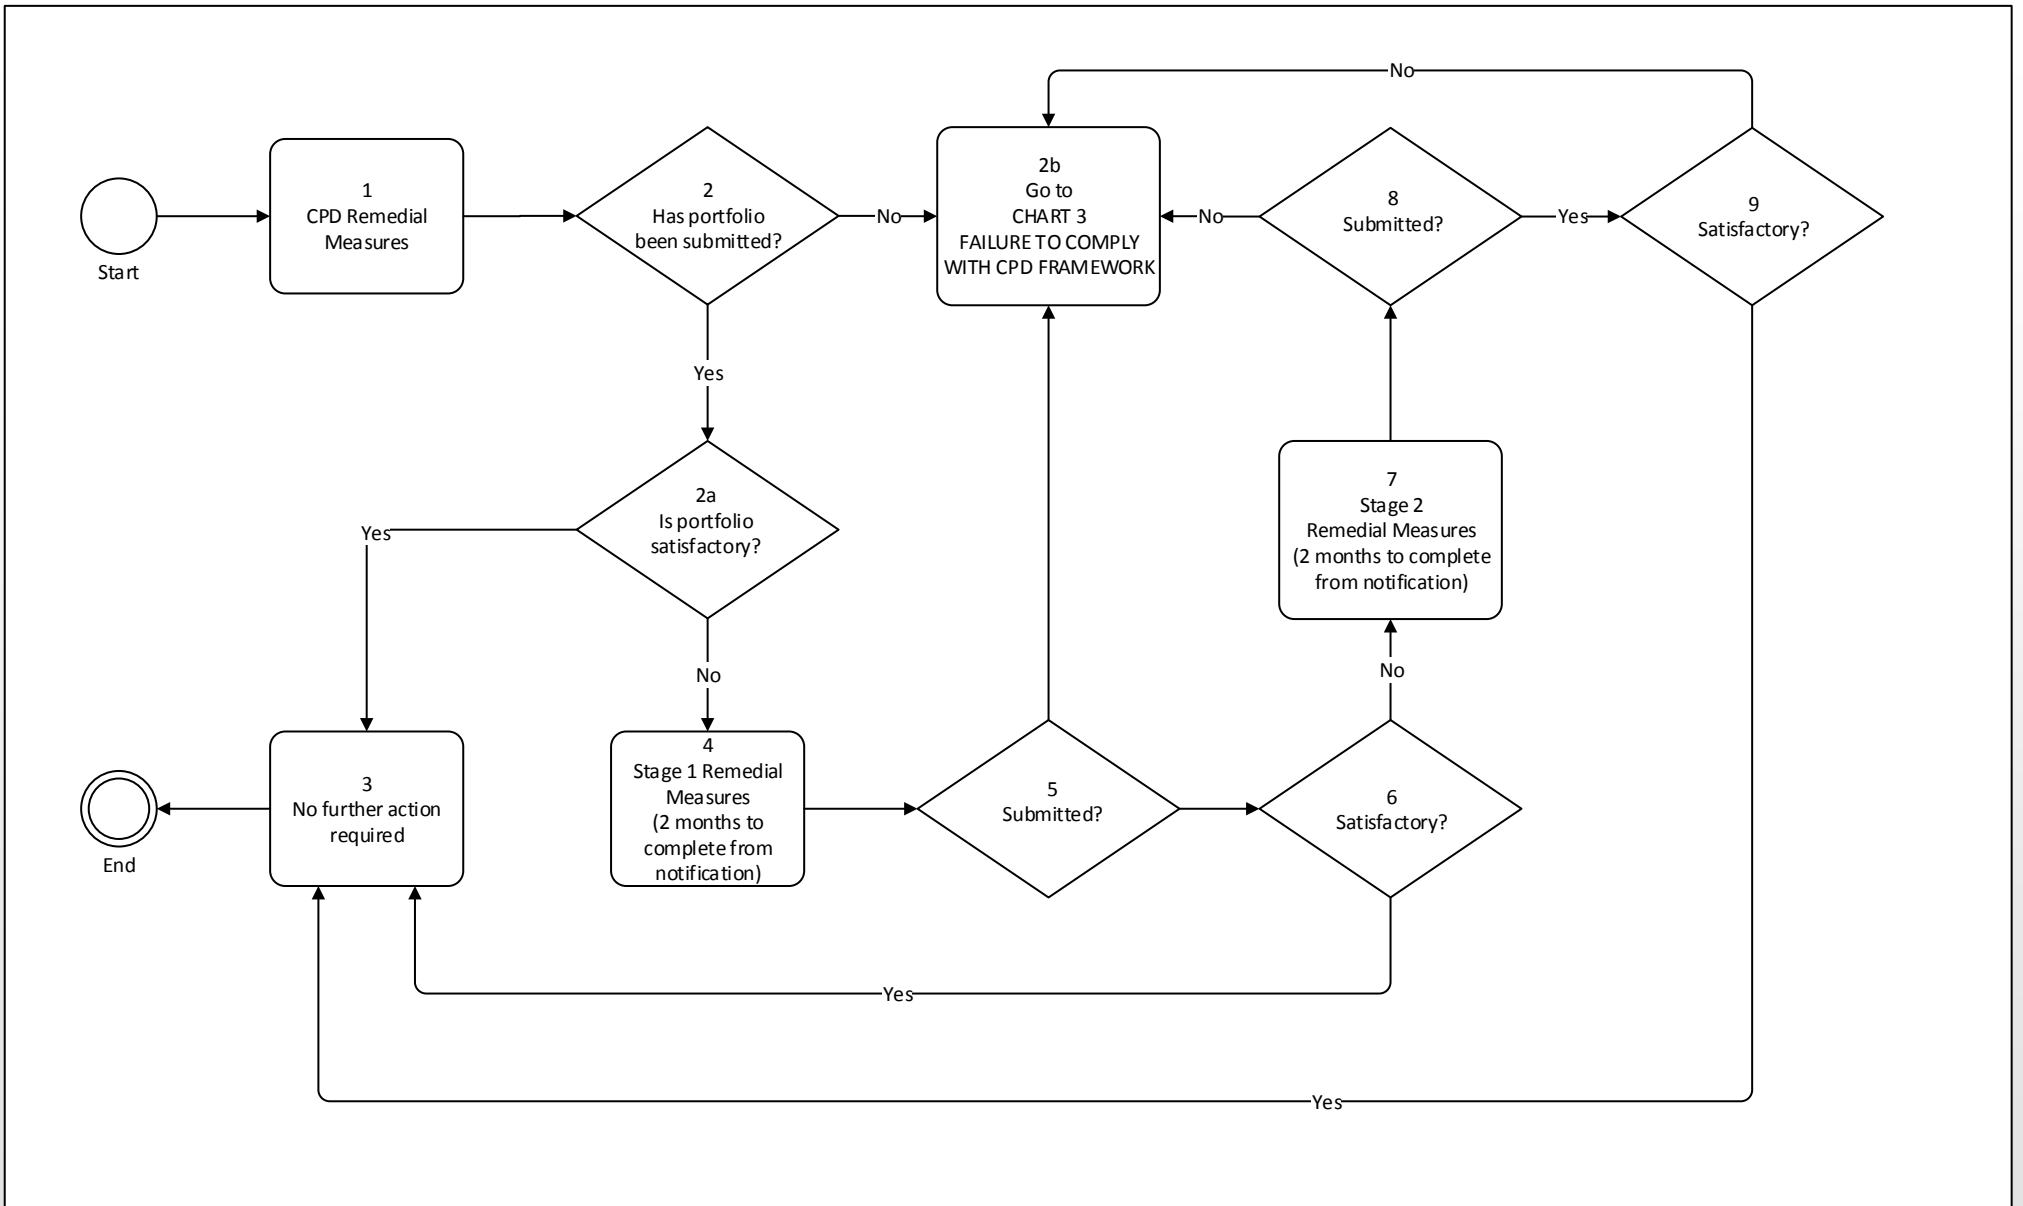 No
1
CPD Remedial
Measures
Start
2
Has portfolio
been submitted?
No
2b
Go to
CHART 3
FAILURE TO COMPLY
WITH CPD FRAMEWORK
No
8
Submitted?
Yes
9
Satisfactory?
Yes
2a
Is portfolio
satisfactory?
Yes
7
Stage 2
Remedial Measures
(2 months to complete
from notification)
No
No
3
No further action
required
End
4
Stage 1 Remedial
Measures
(2 months to
complete from
notification)
5
Submitted?
6
Satisfactory?
Yes
Yes